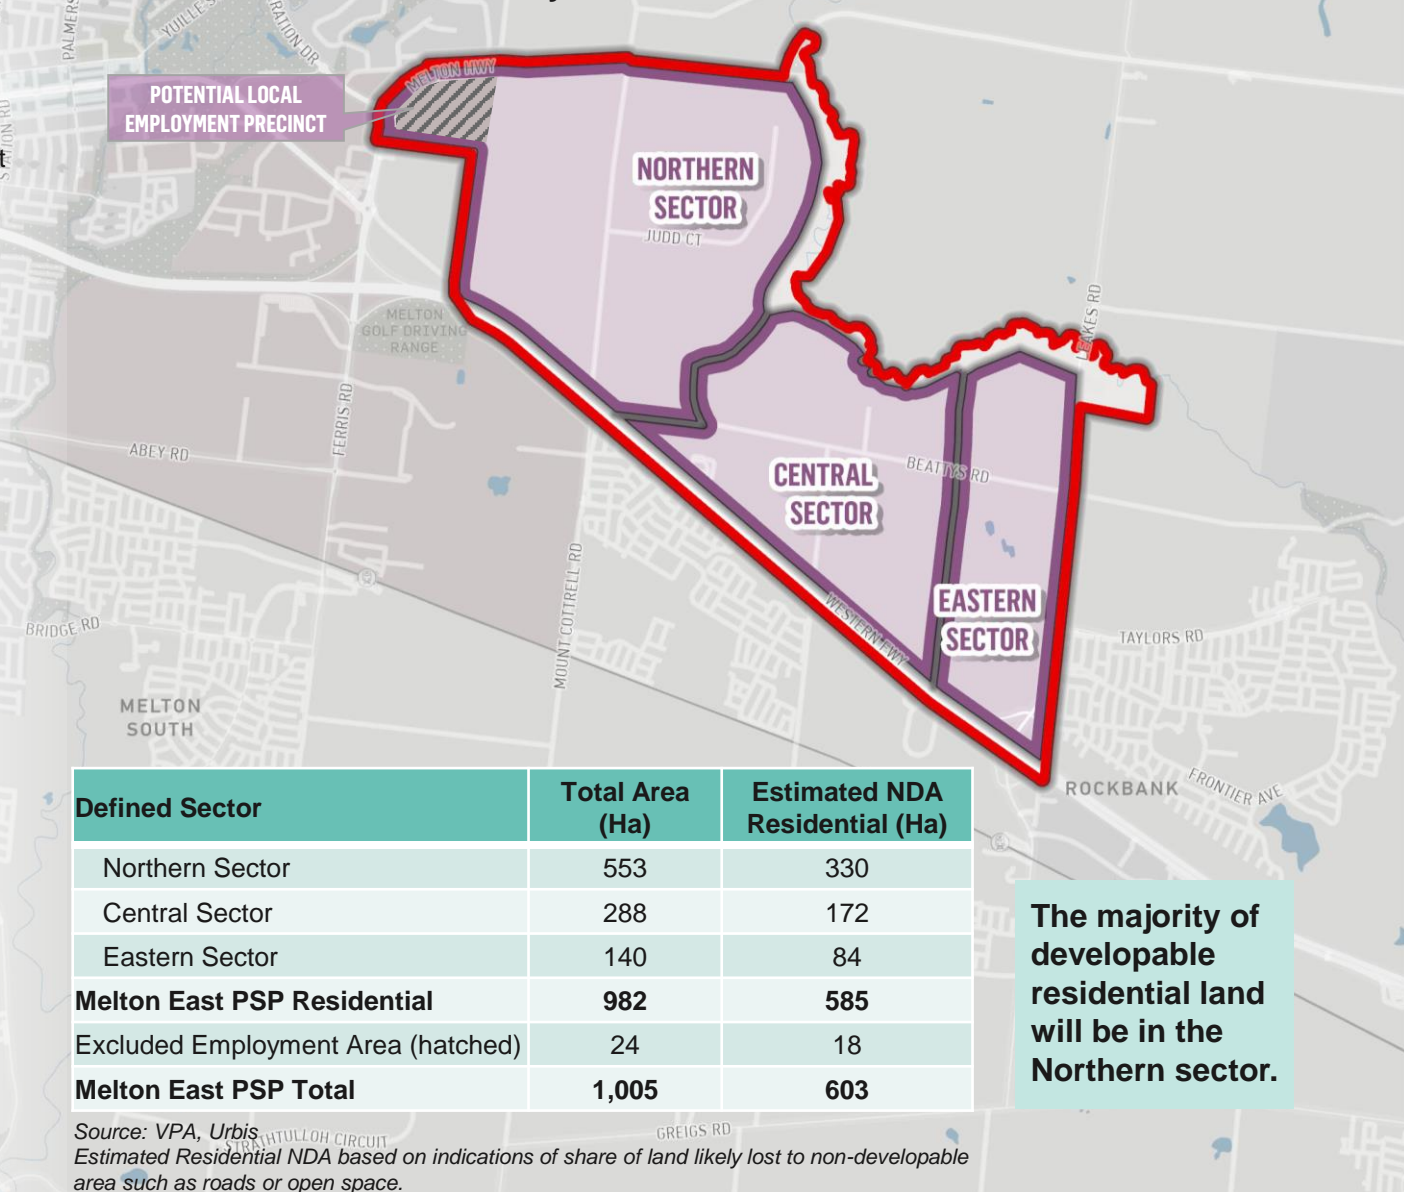 PALMERS
YUILLE'S
RATION DR
STATION RD
t
MELTON HWY
POTENTIAL LOCAL
EMPLOYMENT PRECINCT
NORTHERN
SECTOR
JUDD CT
MELTON
GOLF DRIVING
RANGE
LEAKES RD
FERRIS RD
ABEY RD
CENTRAL
SECTOR
BEATTYS RD
MOUNT COTTRELL RD
EASTERN
SECTOR
WESTERN FWY
BRIDGE RD
TAYLORS RD
MELTON
SOUTH
ROCKBANK
FRONTIER AVE
Defined Sector Total Area (Ha) Estimated NDA Residential (Ha)
Northern Sector 553 330
Central Sector 288 172
Eastern Sector 140 84
Melton East PSP Residential 982 585
Excluded Employment Area (hatched) 24 18
Melton East PSP Total 1,005 603
The majority of
developable
residential land
will be in the
Northern sector.
Source: VPA, Urbis
STRATHTULLOH CIRCUIT
GREIGS RD
Estimated Residential NDA based on indications of share of land likely lost to non-developable
area such as roads or open space.